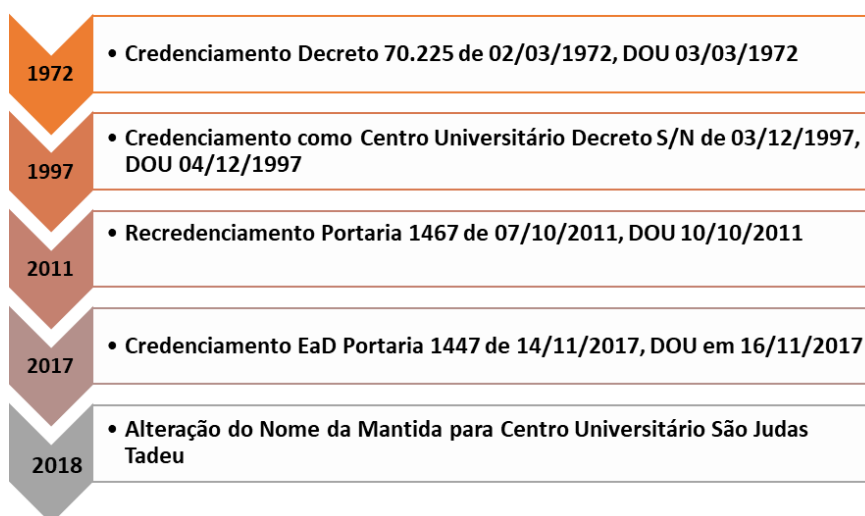 1972
• Credenciamento Decreto 70.225 de 02/03/1972, DOU 03/03/1972
1997
• Credenciamento como Centro Universitário Decreto S/N de 03/12/1997,
DOU 04/12/1997
2011
• Recredenciamento Portaria 1467 de 07/10/2011, DOU 10/10/2011
2017
• Credenciamento EaD Portaria 1447 de 14/11/2017, DOU em 16/11/2017
2018
• Alteração do Nome da Mantida para Centro Universitário São Judas
Tadeu